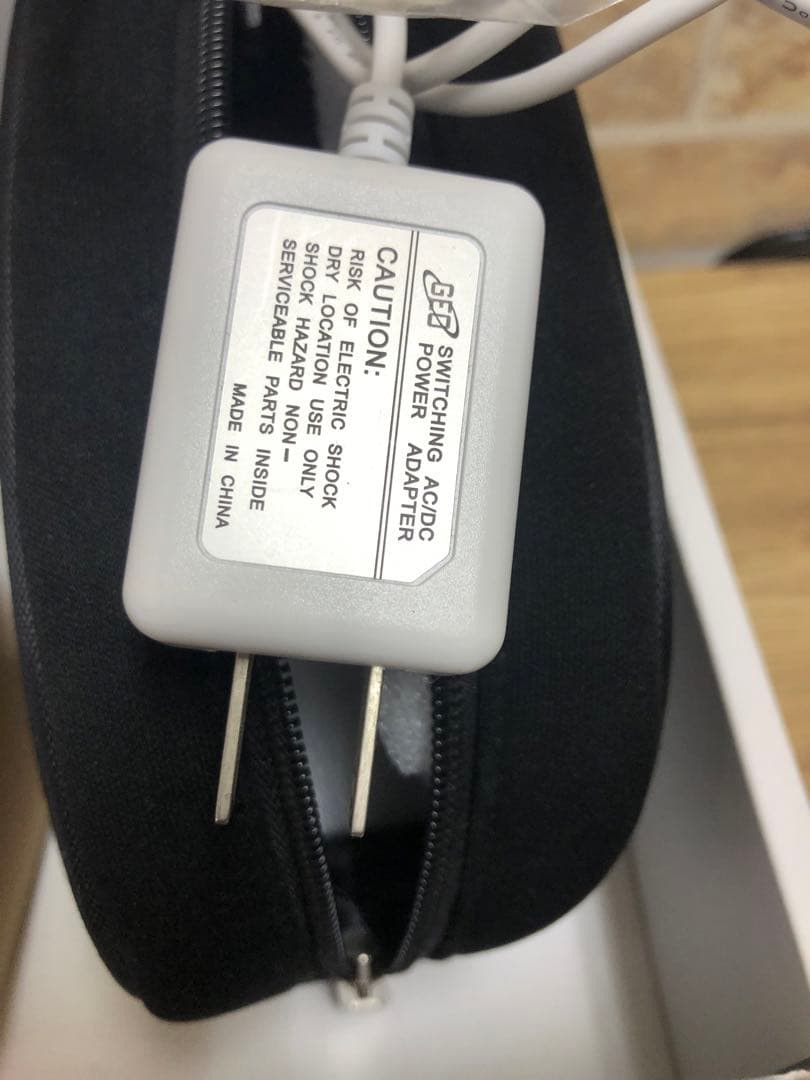 GEO SWITCHING AC/DC
POWER ADAPTER
CAUTION:
RISK OF ELECTRIC SHOCK
DRY LOCATION USE ONLY
SHOCK HAZARD NON-
SERVICEABLE PARTS INSIDE
MADE IN CHINA